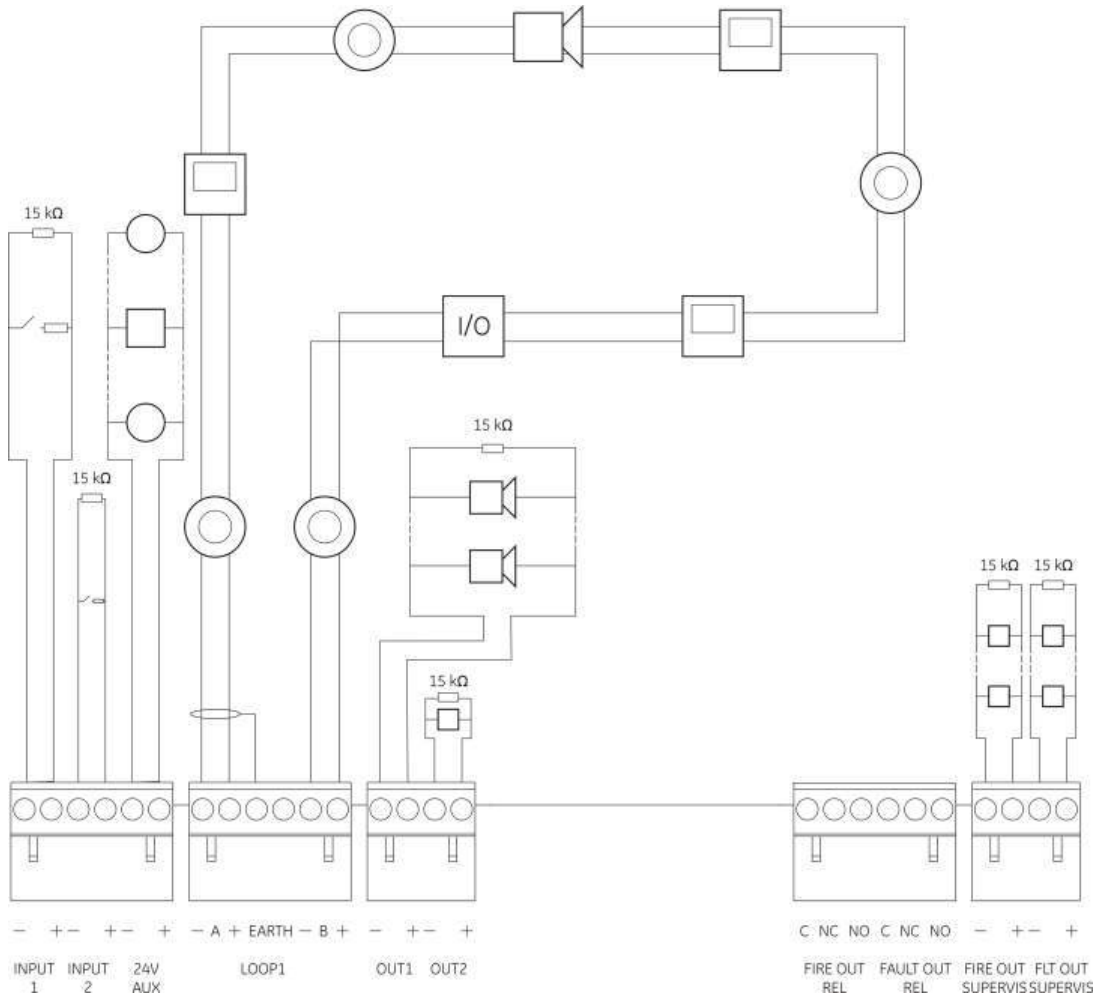 15 kΩ
I/O
15 kΩ
15 kΩ
15 kΩ 15 kΩ
15 kΩ
− + − + − + − A + EARTH − B + − + − + C NC NO C NC NO − + − +
INPUT INPUT 24V LOOP1 OUT1 OUT2 FIRE OUT FAULT OUT FIRE OUT FLT OUT
1 2 AUX REL REL SUPERVIS SUPERVIS